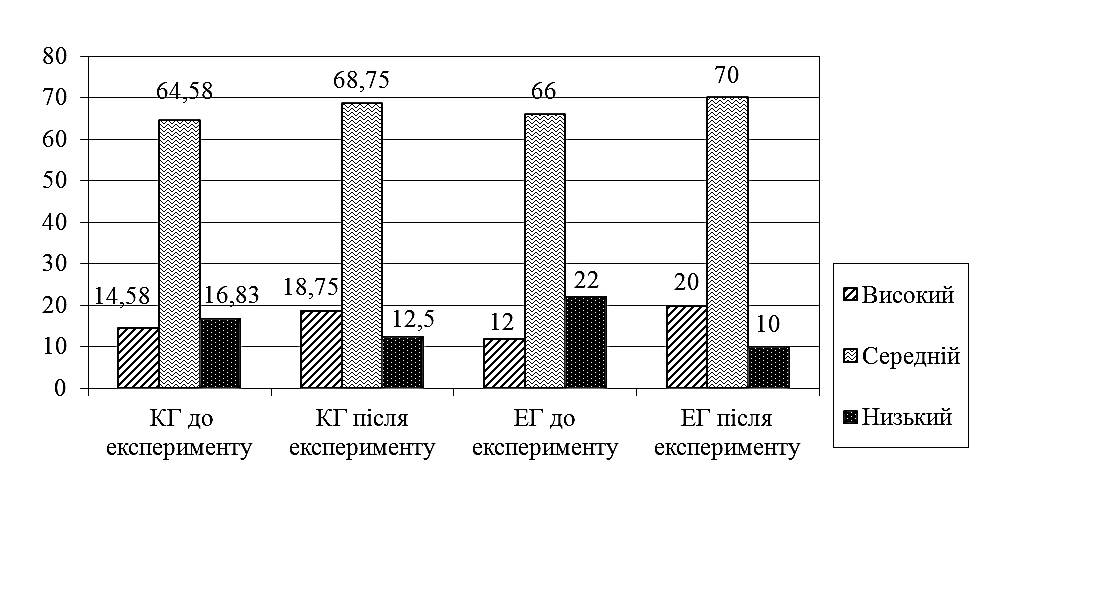 80
70
60
50
40
30
20
10
0
64,58
68,75
66
70
14,58
16,83
18,75
12,5
12
22
20
10
КГ до
експерименту
КГ після
експерименту
ЕГ до
експерименту
ЕГ після
експерименту
Високий
Середній
Низький